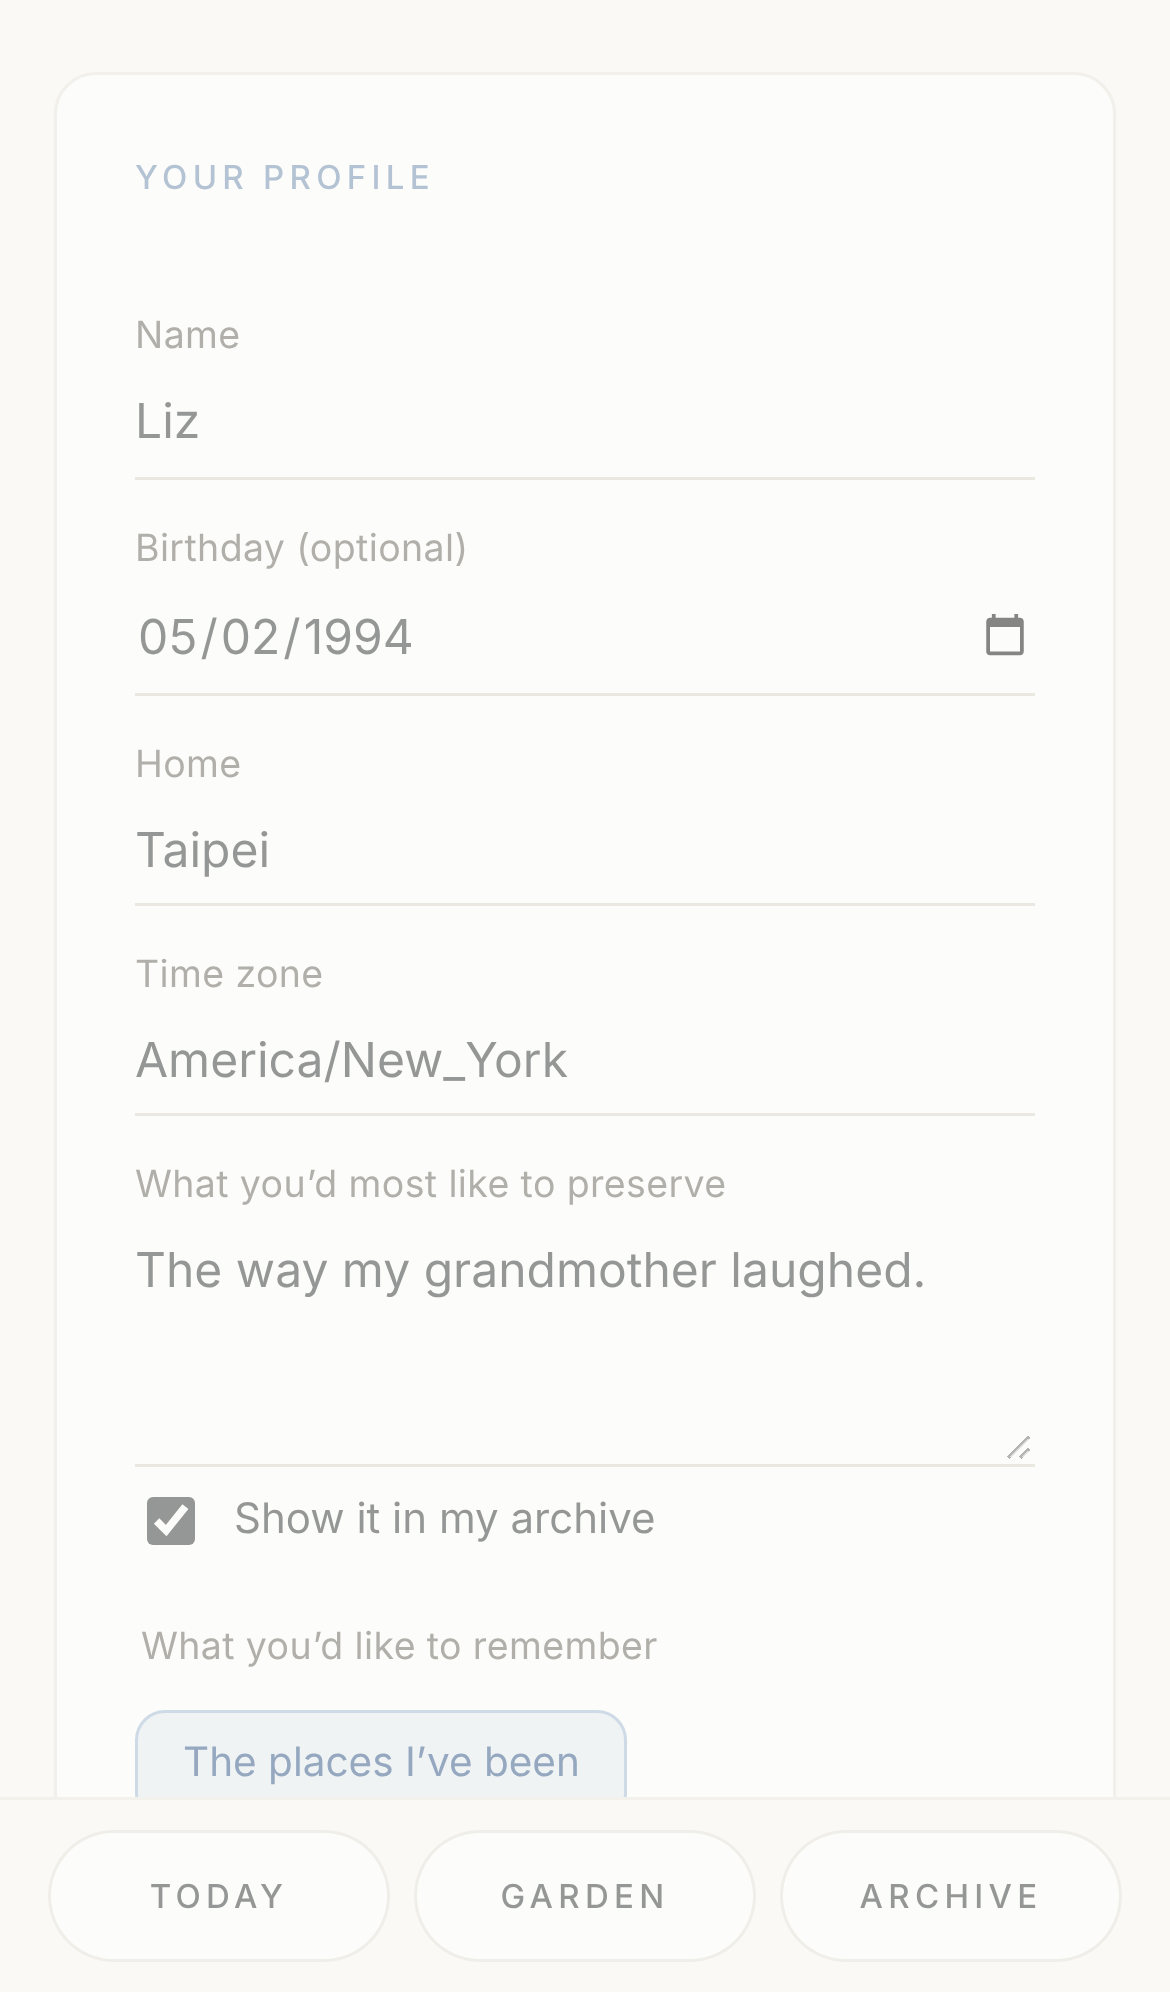 YOUR PROFILE
Name
Liz
Birthday (optional)
05/02/1994
Home
Taipei
Time zone
America/New_York
What you’d most like to preserve
The way my grandmother laughed.
Show it in my archive
What you’d like to remember
The places I’ve been
TODAY
GARDEN
ARCHIVE